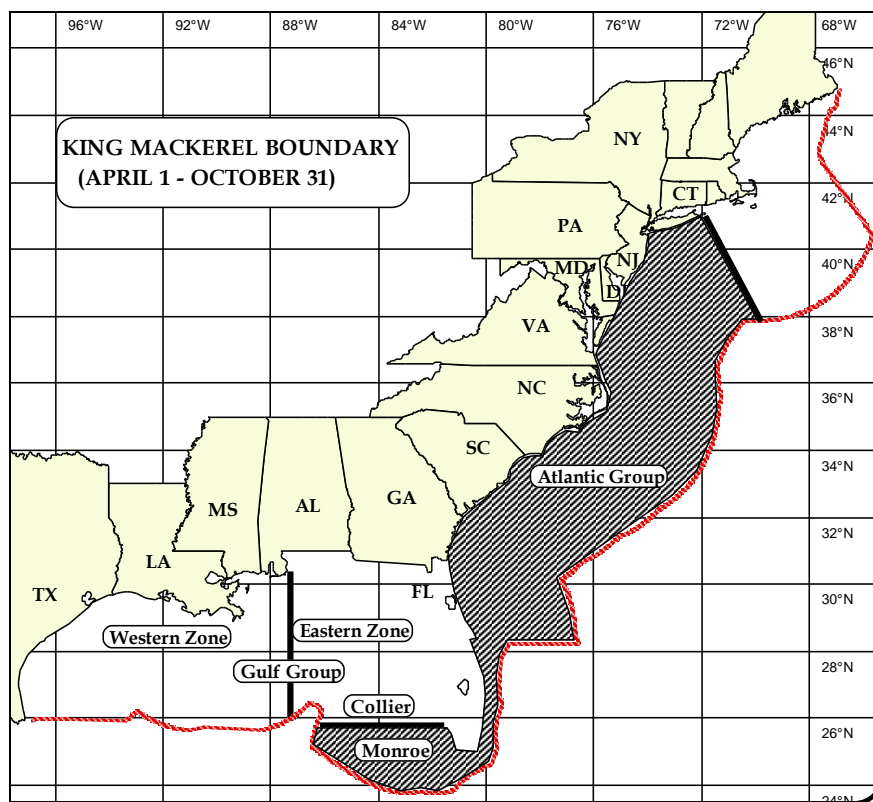 96°W 92°W 88°W 80°W 76°W 72°W 68°W
46°N
44°N
KING MACKEREL BOUNDARY
(APRIL 1 - OCTOBER 31)
NY
CT
42°N
PA
NJ
40°N
MD
VA
38°N
NC
36°N
SC
34°N
Atlantic Group
GA
AL
MS
32°N
LA
TX
FL
30°N
Western Zone
Eastern Zone
28°N
Gulf Group
Collier
26°N
Monroe
24°N